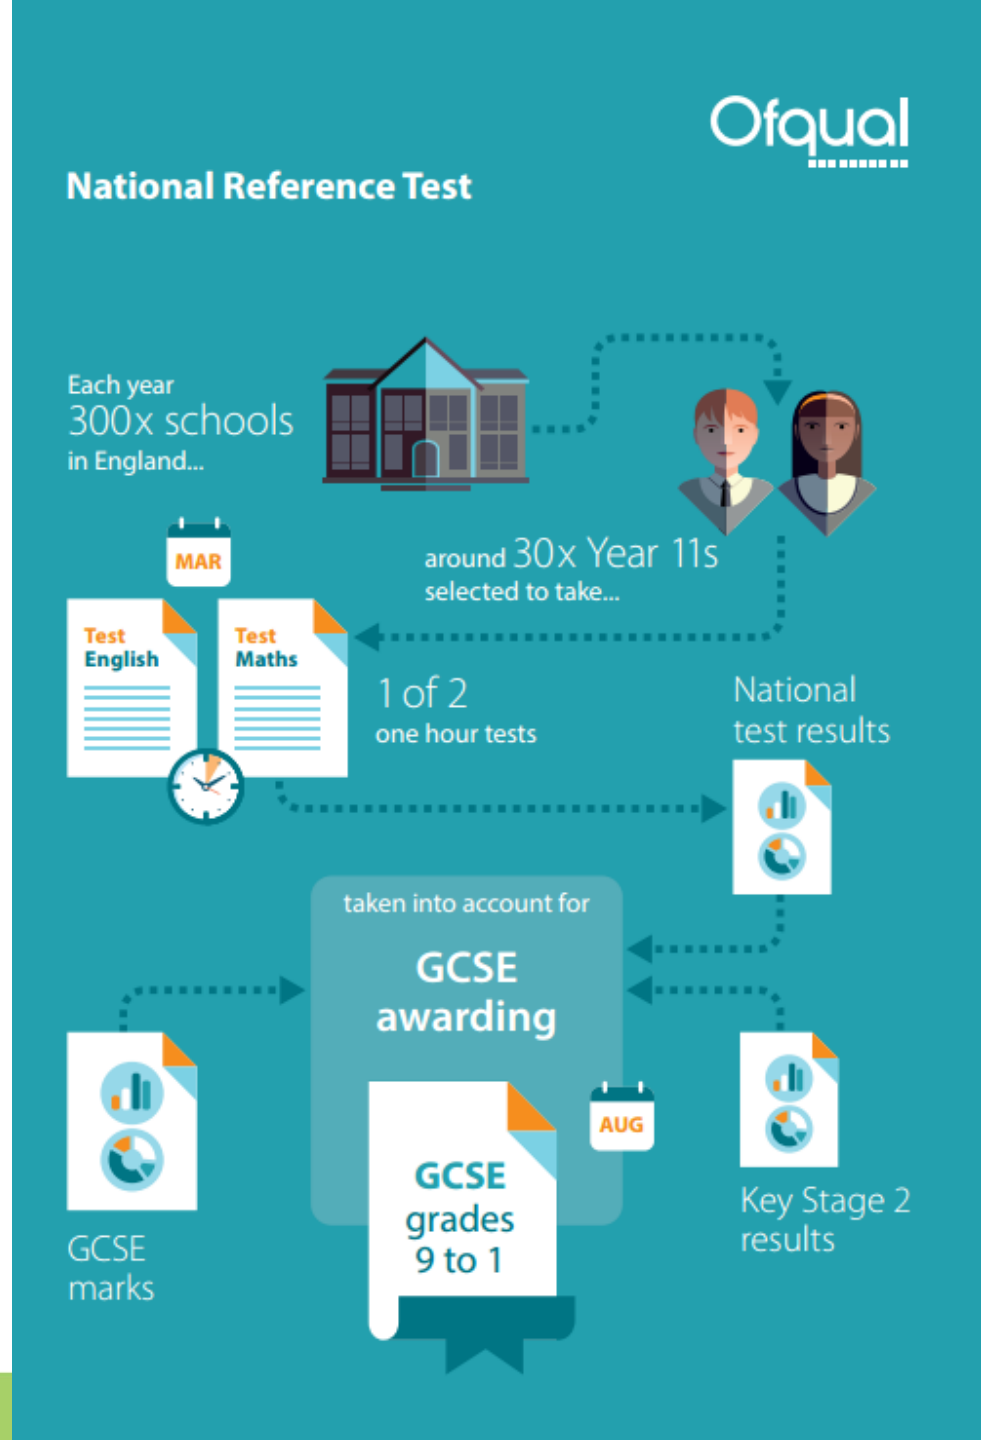 Ofqual
National Reference Test
Each year
300x schools
in England...
around 30x Year 11s
selected to take...
MAR
Test
English
Test
Maths
1 of 2
one hour tests
National
test results
taken into account for
GCSE
awarding
AUG
GCSE
grades
9 to 1
GCSE
marks
Key Stage 2
results